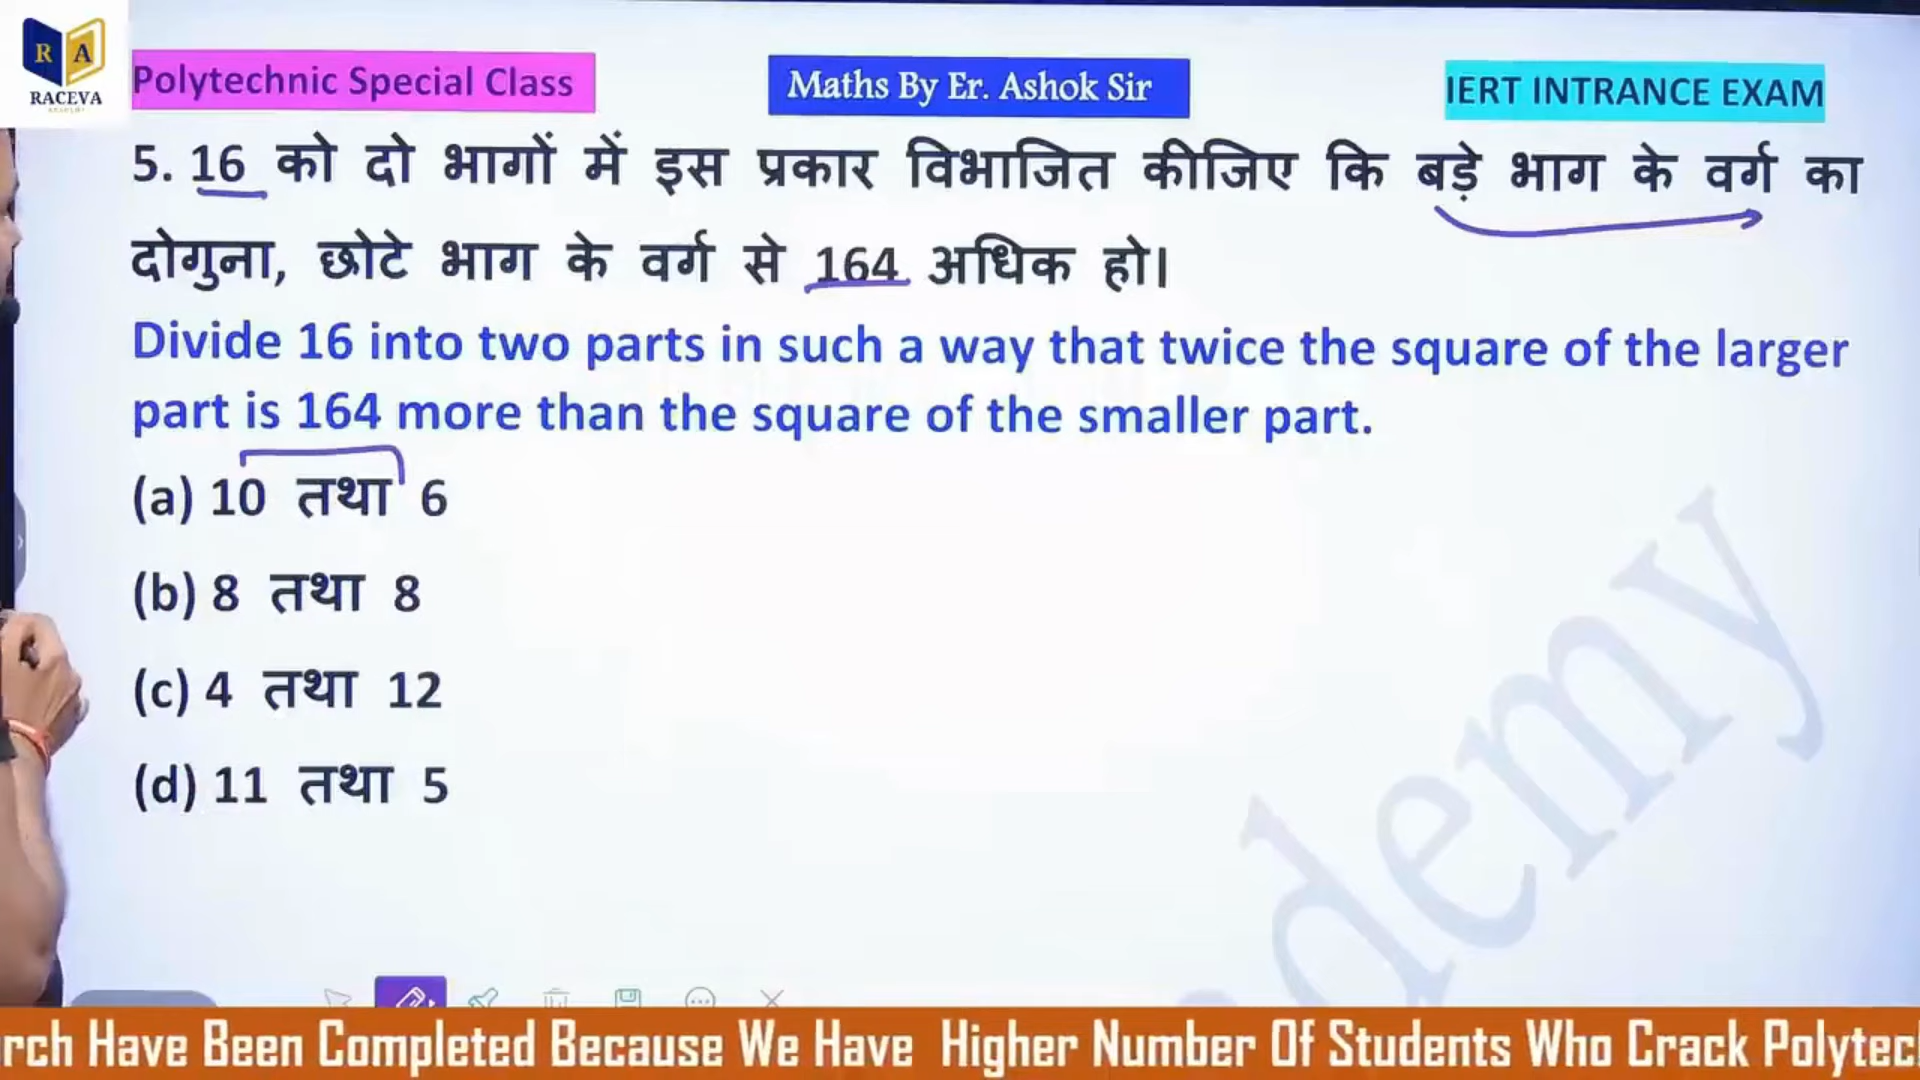 R A
RACEVA
Polytechnic Special Class
Maths By Er. Ashok Sir
IERT INTRANCE EXAM
5. 16 को दो भागों में इस प्रकार विभाजित कीजिए कि बड़े भाग के वर्ग का
दोगुना, छोटे भाग के वर्ग से 164 अधिक हो।
Divide 16 into two parts in such a way that twice the square of the larger
part is 164 more than the square of the smaller part.
(a) 10 तथा 6
(b) 8 तथा 8
(c) 4 तथा 12
(d) 11 तथा 5
demy
rch Have Been Completed Because We Have Higher Number Of Students Who Crack Polytec